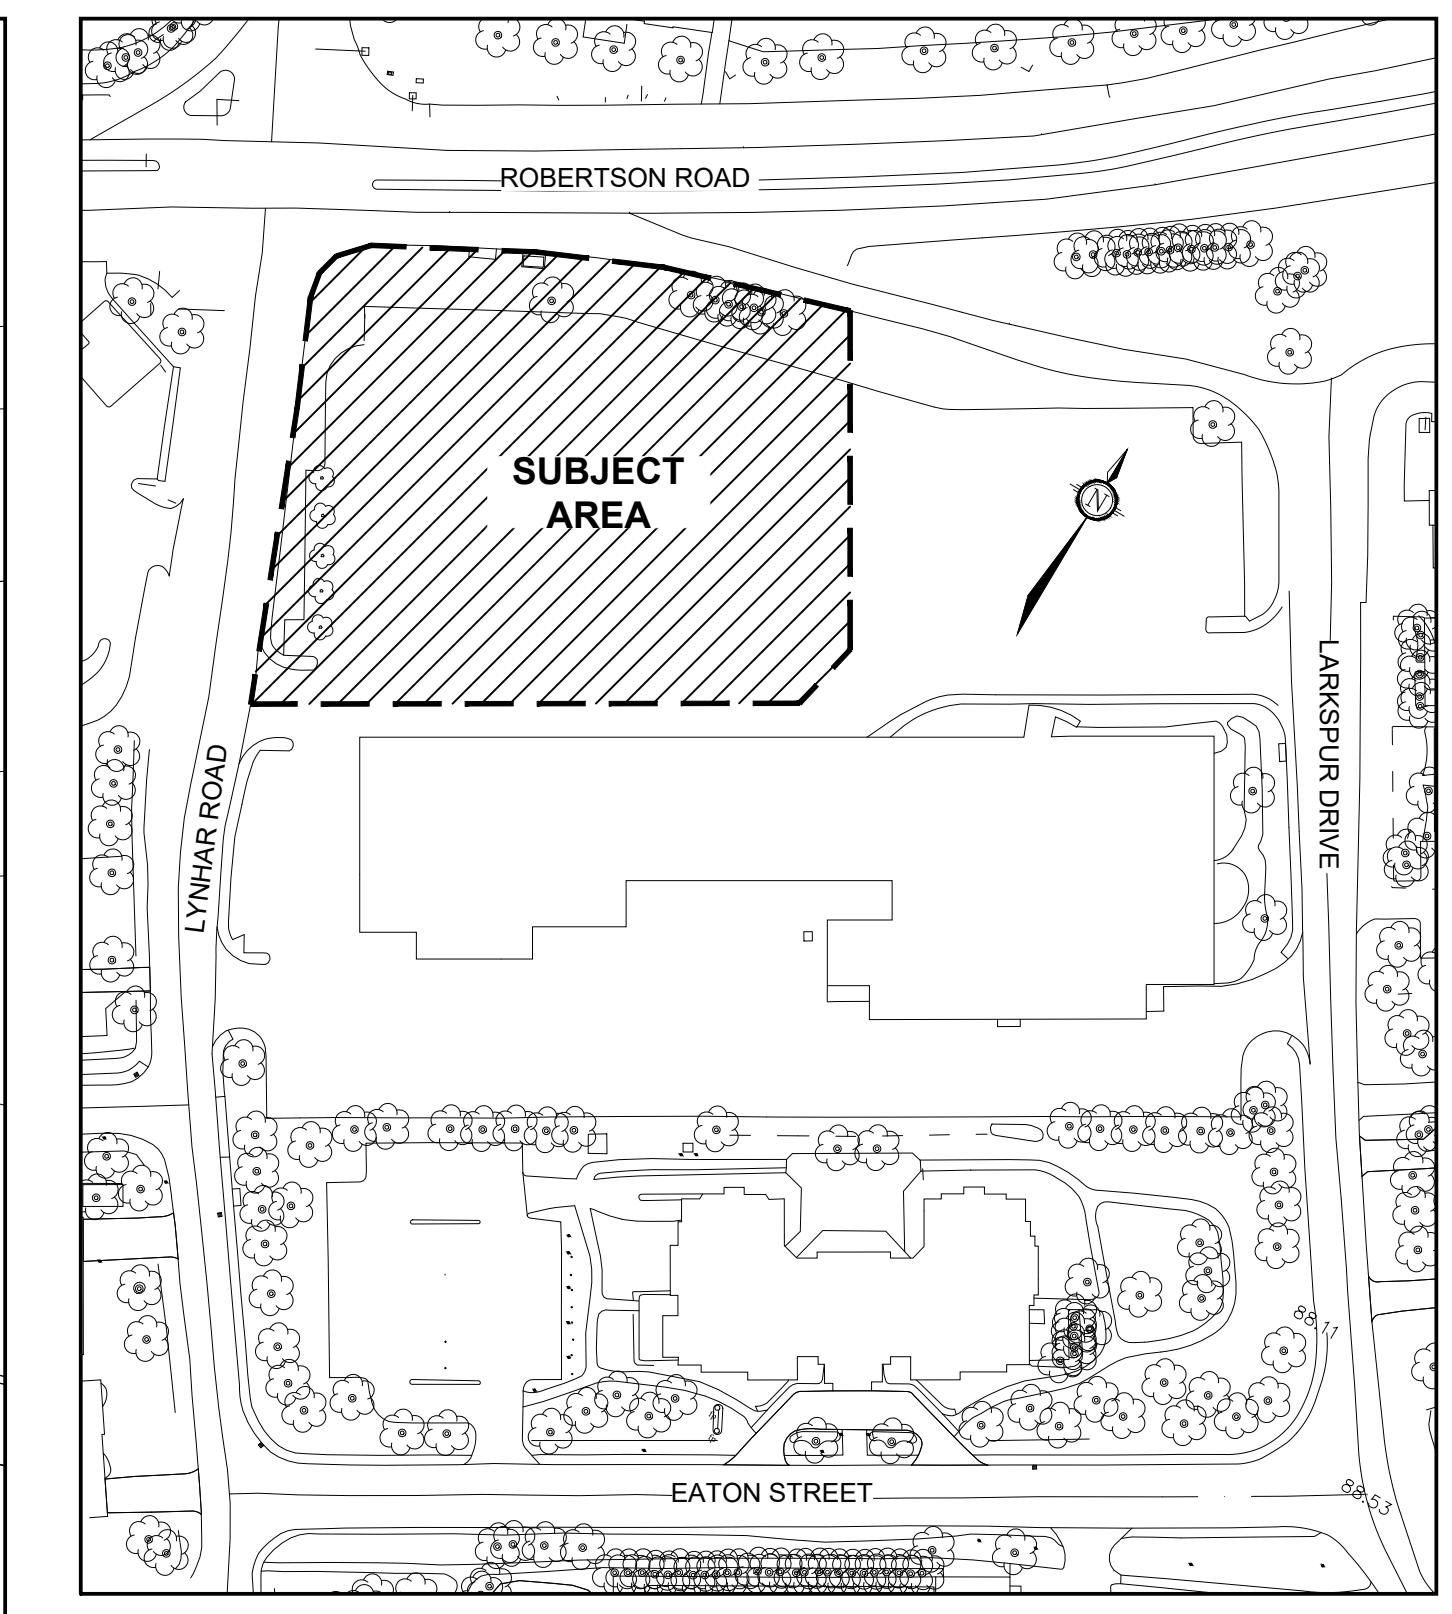 ROBERTSON ROAD
SUBJECT
AREA
N
LARKSPUR DRIVE
LYNHAR ROAD
88.11
EATON STREET
88.53